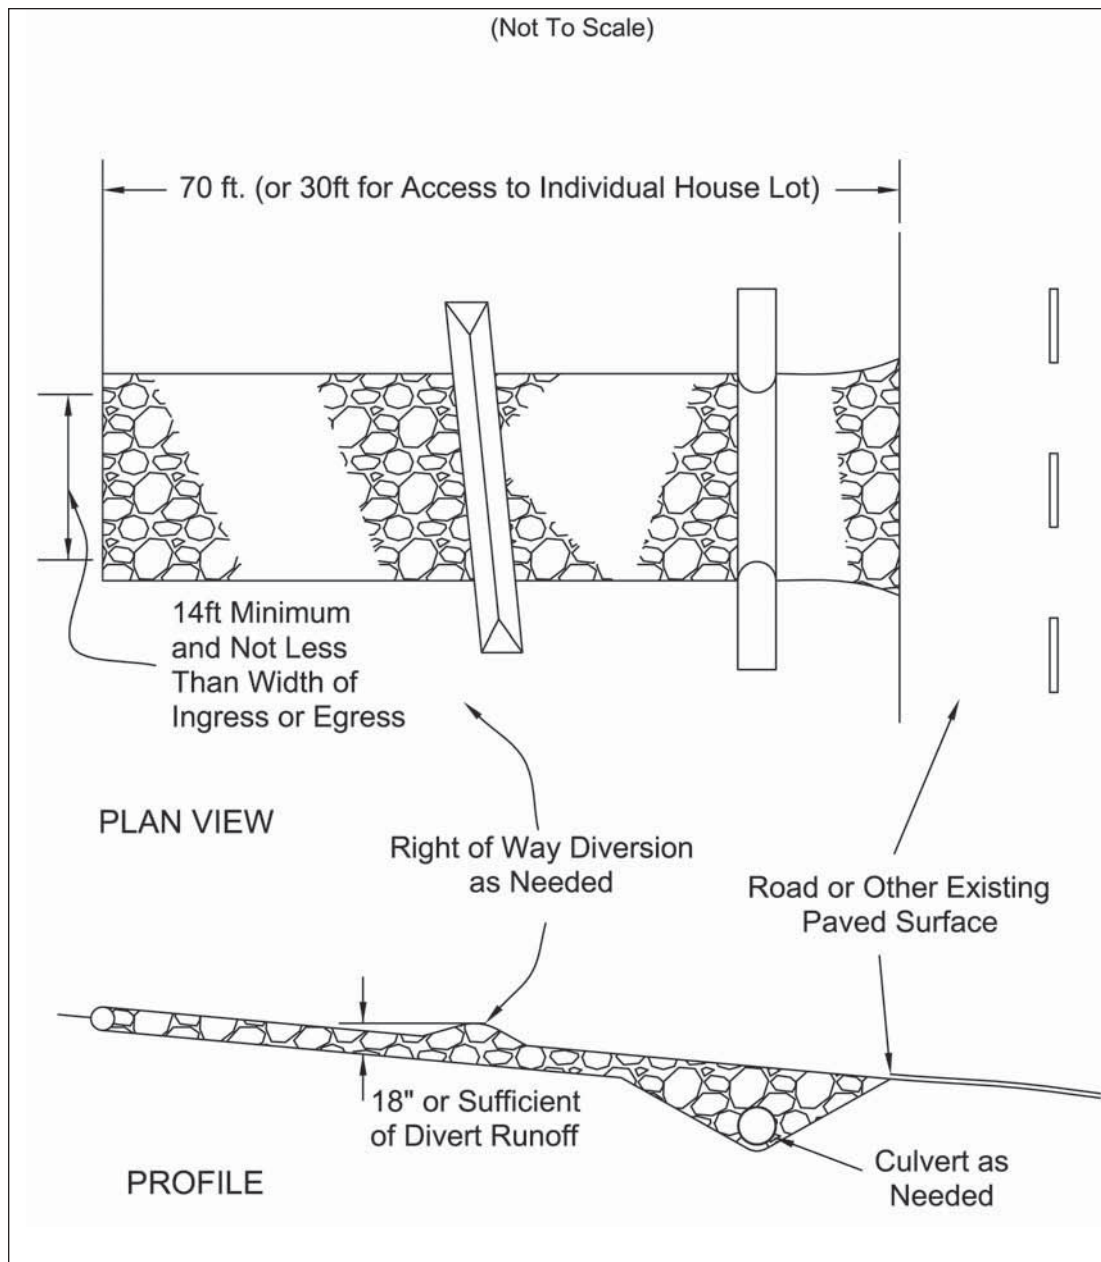 (Not To Scale)
70 ft. (or 30ft for Access to Individual House Lot)
14ft Minimum
and Not Less
Than Width of
Ingress or Egress
PLAN VIEW
Right of Way Diversion
as Needed
Road or Other Existing
Paved Surface
18" or Sufficient
of Divert Runoff
Culvert as
Needed
PROFILE